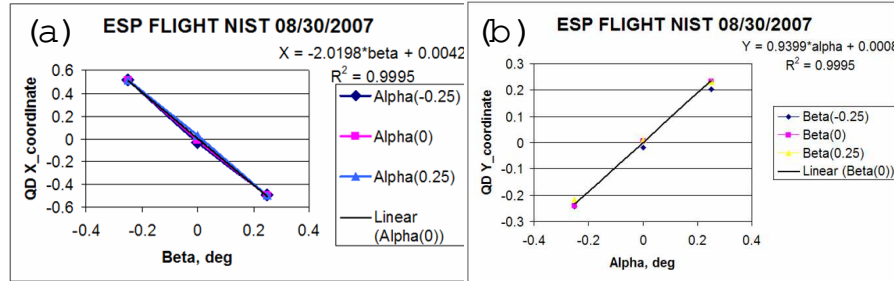 (a)
ESP FLIGHT NIST 08/30/2007
X = -2.0198*beta + 0.0042
R² = 0.9995
QD X_coordinate
0.6
0.4
0.2
0
-0.2
-0.4
-0.6
-0.4
-0.2
0
0.2
0.4
Beta, deg
Alpha(-0.25)
Alpha(0)
Alpha(0.25)
Linear
(Alpha(0))
(b)
ESP FLIGHT NIST 08/30/2007
Y = 0.9399*alpha + 0.0008
R² = 0.9995
QD Y_coordinate
0.3
0.2
0.1
0
-0.1
-0.2
-0.3
-0.4
-0.2
0
0.2
0.4
Alpha, deg
Beta(-0.25)
Beta(0)
Beta(0.25)
Linear (Beta(0))